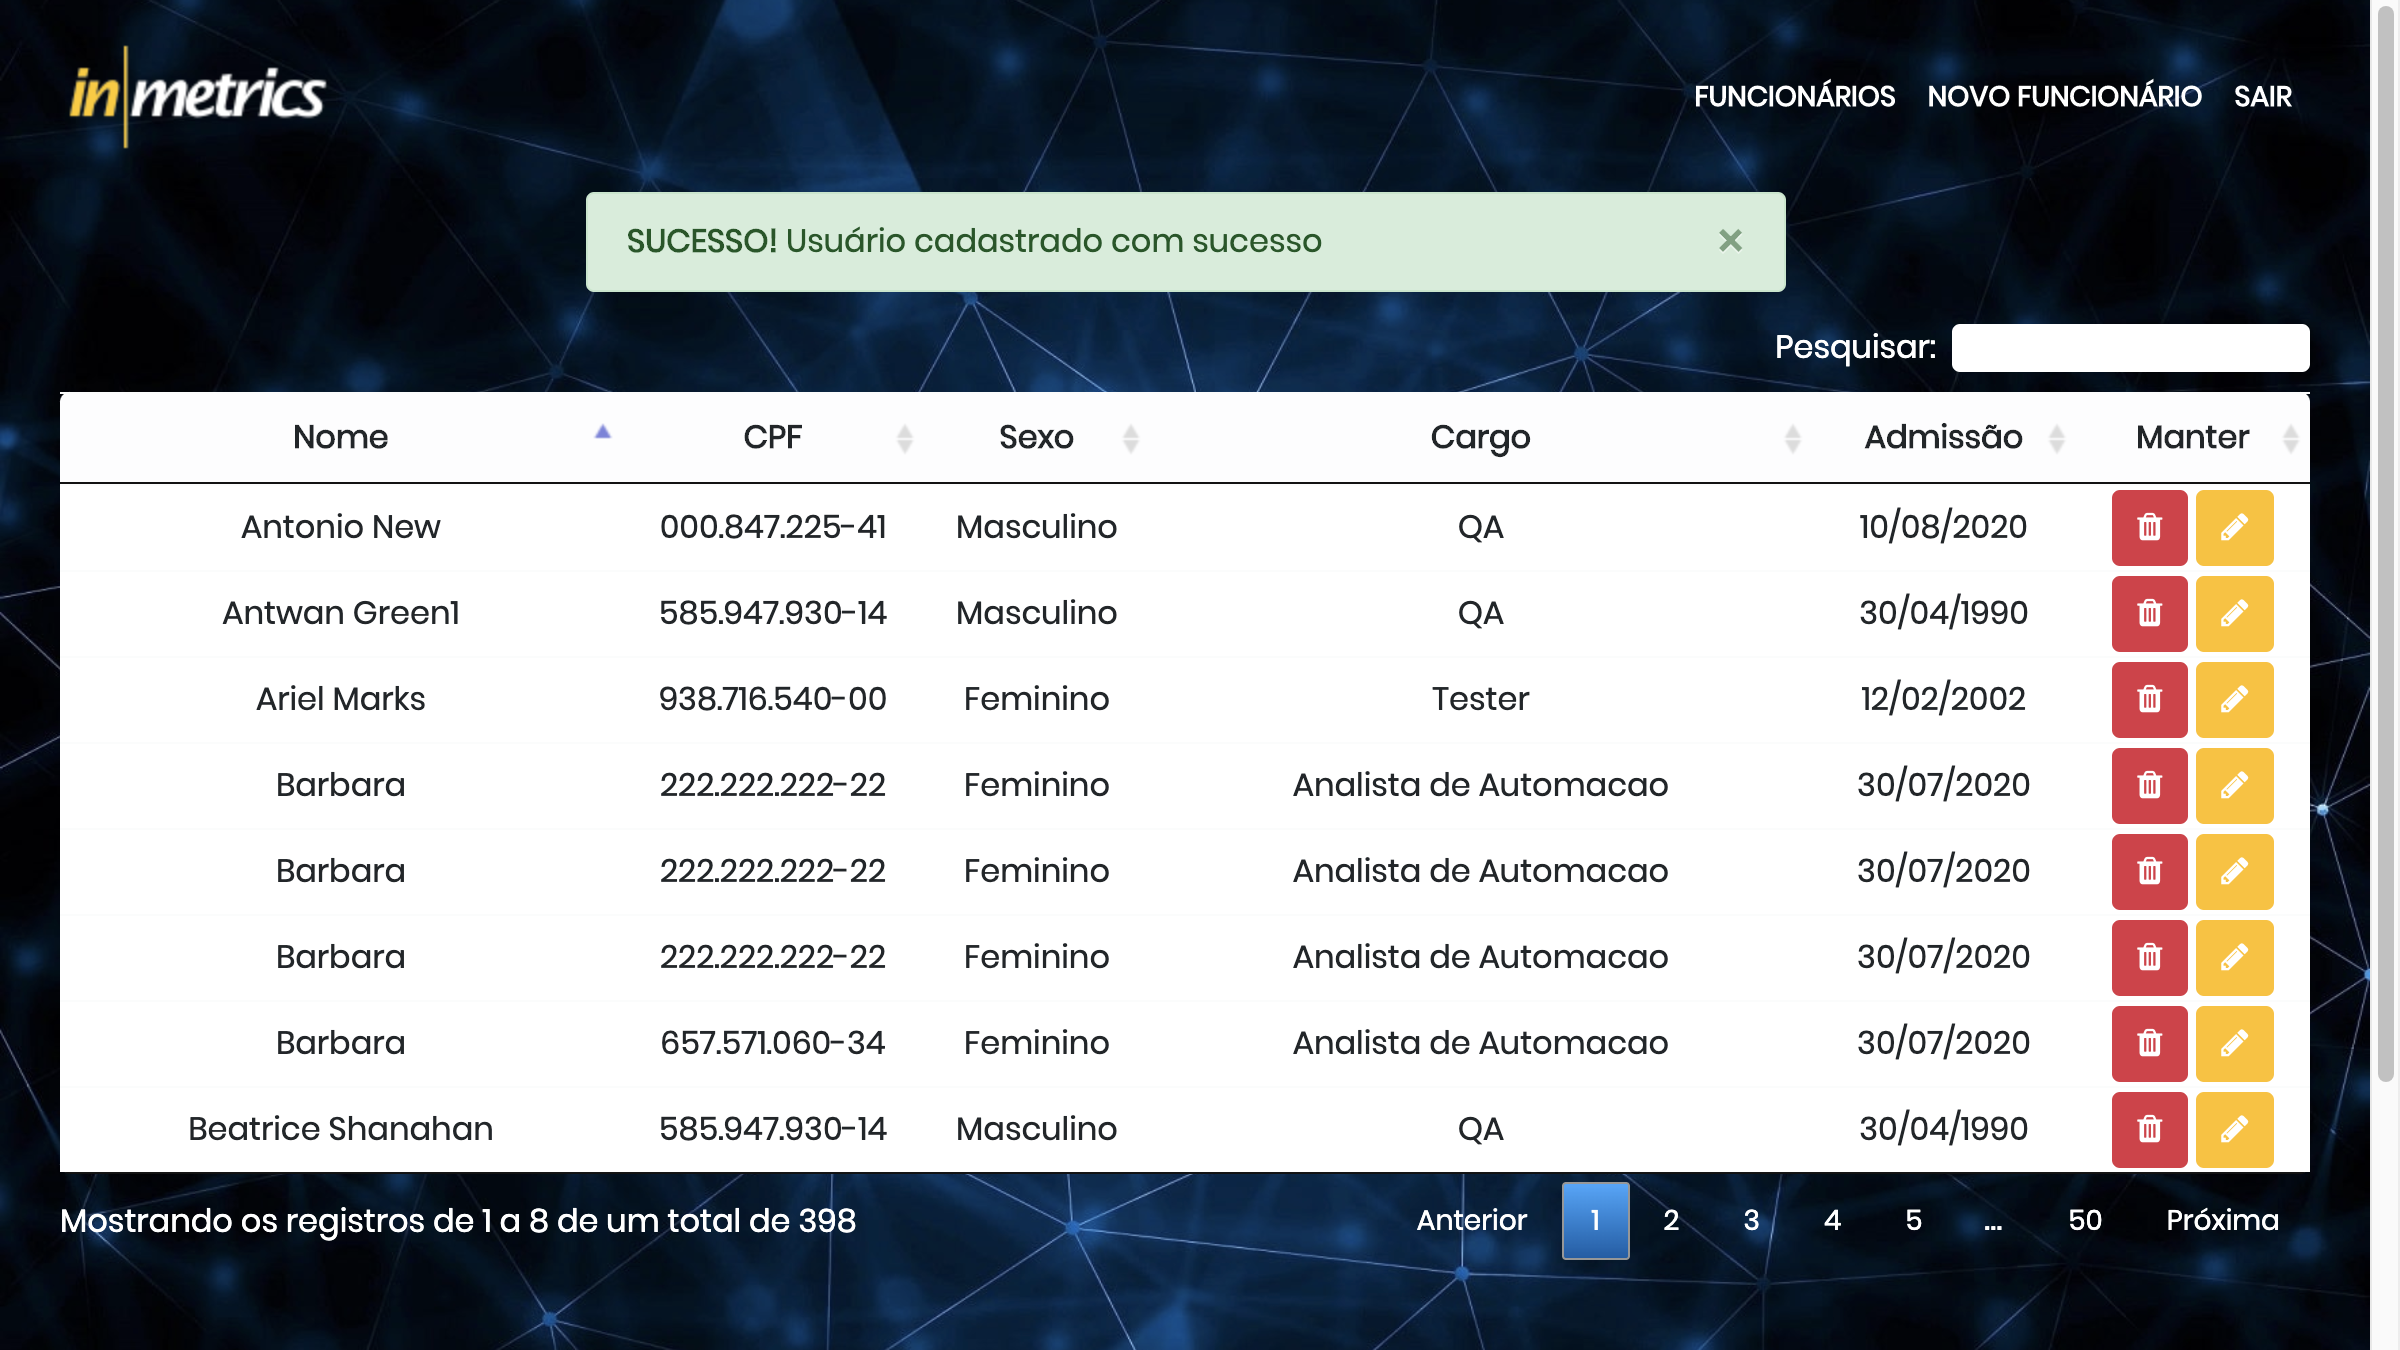 in|metrics
FUNCIONÁRIOS NOVO FUNCIONÁRIO SAIR
SUCESSO! Usuário cadastrado com sucesso ×
Pesquisar:
Nome CPF Sexo Cargo Admissão Manter
Antonio New 000.847.225-41 Masculino QA 10/08/2020
Antwan Green1 585.947.930-14 Masculino QA 30/04/1990
Ariel Marks 938.716.540-00 Feminino Tester 12/02/2002
Barbara 222.222.222-22 Feminino Analista de Automacao 30/07/2020
Barbara 222.222.222-22 Feminino Analista de Automacao 30/07/2020
Barbara 222.222.222-22 Feminino Analista de Automacao 30/07/2020
Barbara 657.571.060-34 Feminino Analista de Automacao 30/07/2020
Beatrice Shanahan 585.947.930-14 Masculino QA 30/04/1990
Mostrando os registros de 1 a 8 de um total de 398 Anterior 1 2 3 4 5 ... 50 Próxima